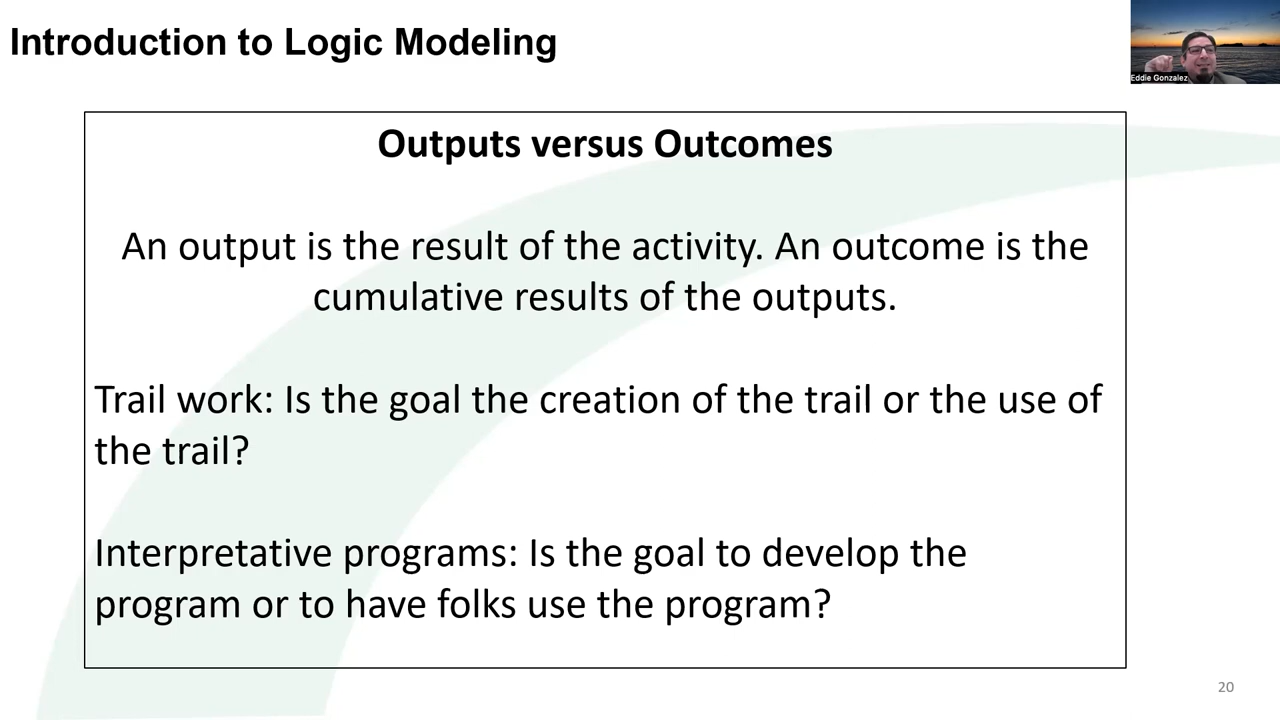 Introduction to Logic Modeling
Eddie Gonzalez
Outputs versus Outcomes
An output is the result of the activity. An outcome is the
cumulative results of the outputs.
Trail work: Is the goal the creation of the trail or the use of
the trail?
Interpretative programs: Is the goal to develop the
program or to have folks use the program?
20